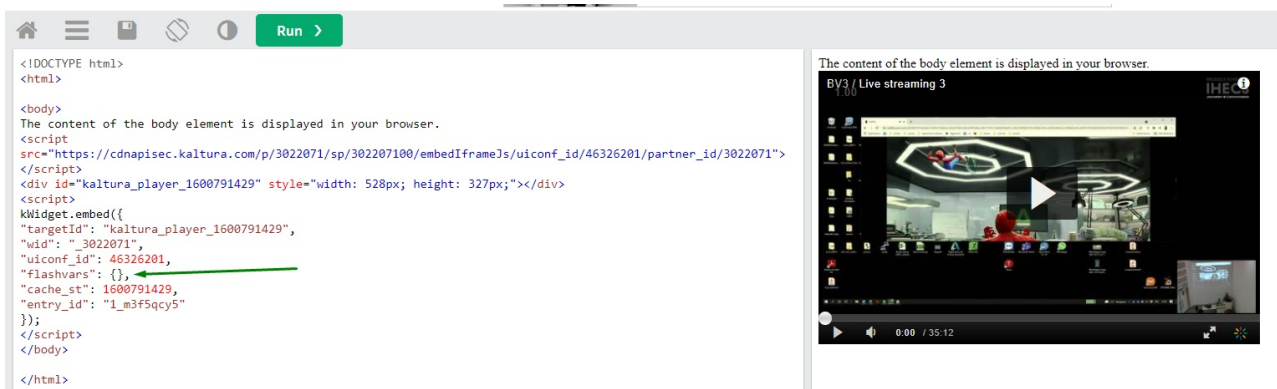 Run
<!DOCTYPE html>
<html>
<body>
The content of the body element is displayed in your browser.
<script
src="https://cdnapisec.kaltura.com/p/3022071/sp/302207100/embedIframeJs/uiconf_id/46326201/partner_id/3022071">
</script>
<div id="kaltura_player_1600791429" style="width: 528px; height: 327px;"></div>
<script>
kWidget.embed({
"targetId": "kaltura_player_1600791429",
"wid": "_3022071",
"uiconf_id": 46326201,
"flashvars": {},
"cache_st": 1600791429,
"entry_id": "1_m3f5qcy5"
});
</script>
</body>
</html>
The content of the body element is displayed in your browser.
BV3 / Live streaming 3
1.00
IHECS
0:00 / 35:12